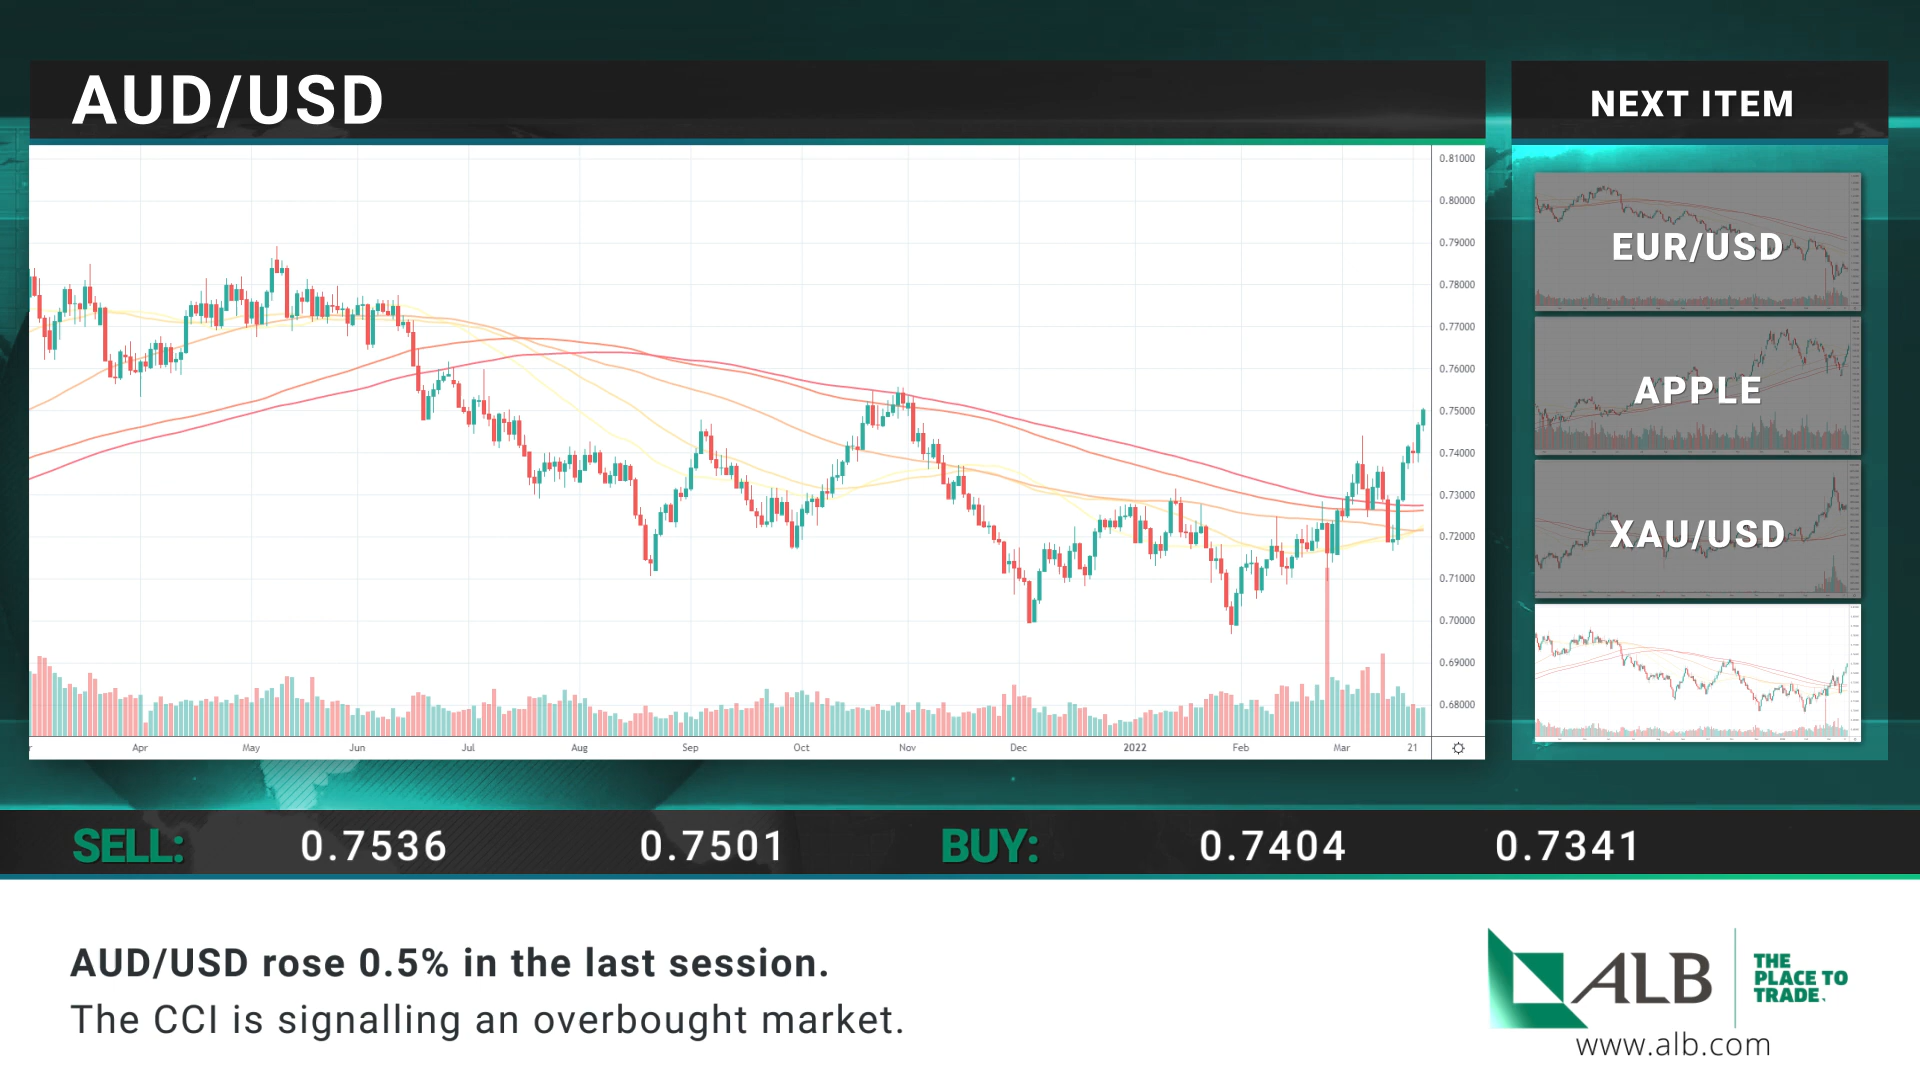 AUD/USD
NEXT ITEM
0.81000
0.80000
0.79000
0.78000
0.77000
0.76000
0.75000
0.74000
0.73000
0.72000
0.71000
0.70000
0.69000
0.68000
Apr May Jun Jul Aug Sep Oct Nov Dec 2022 Feb Mar 21
EUR/USD
APPLE
XAU/USD
SELL: 0.7536 0.7501 BUY: 0.7404 0.7341
AUD/USD rose 0.5% in the last session.
The CCI is signalling an overbought market.
ALB
THE
PLACE TO
TRADE.
www.alb.com